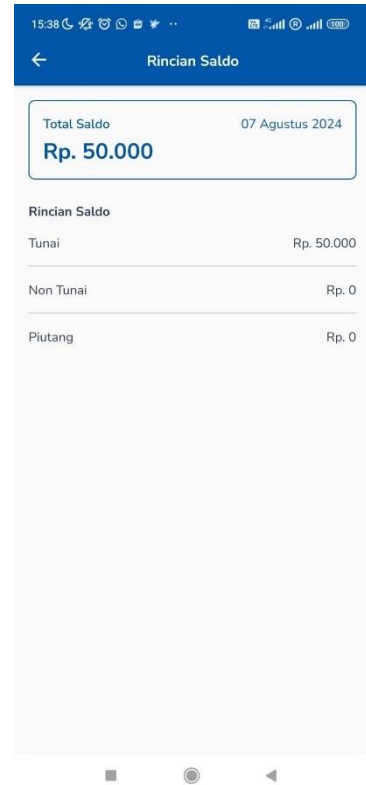 15:38
Rincian Saldo
Total Saldo 07 Agustus 2024
Rp. 50.000
Rincian Saldo
Tunai Rp. 50.000
Non Tunai Rp. 0
Piutang Rp. 0